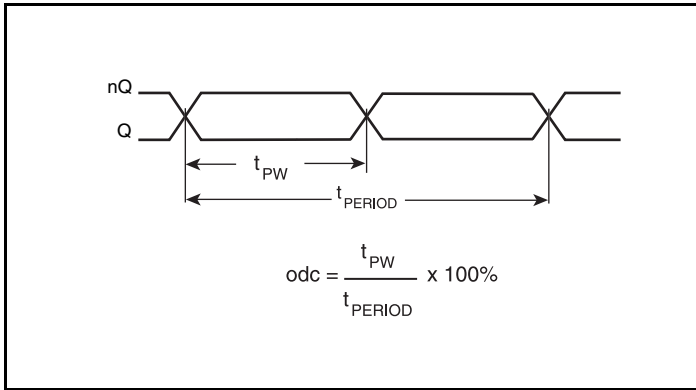 nQ
Q
tPW
tPERIOD
odc = tPW / tPERIOD x 100%